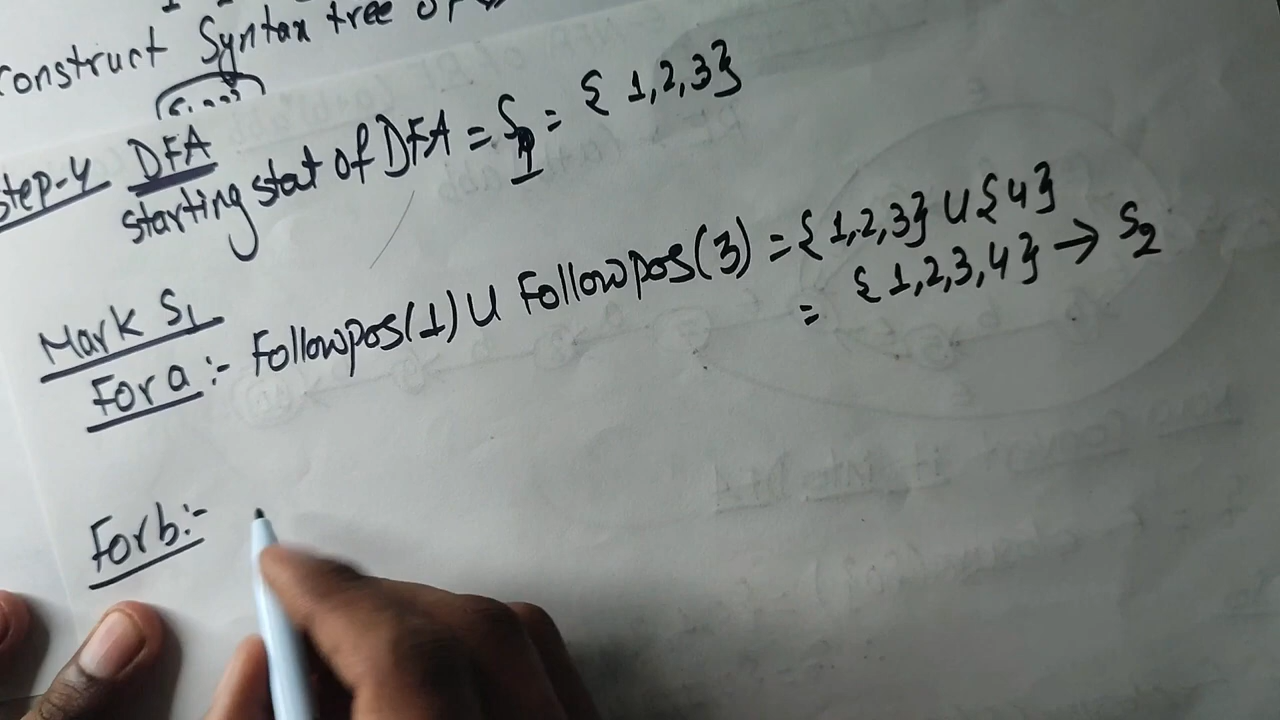 construct Syntax tree of
Step-4 DFA
starting stat of DFA = S1 = { 1,2,3}
Mark S1
For a :- Followpos(1) U Followpos(3) = { 1,2,3} U {4}
= { 1,2,3,4} → S2
For b:-